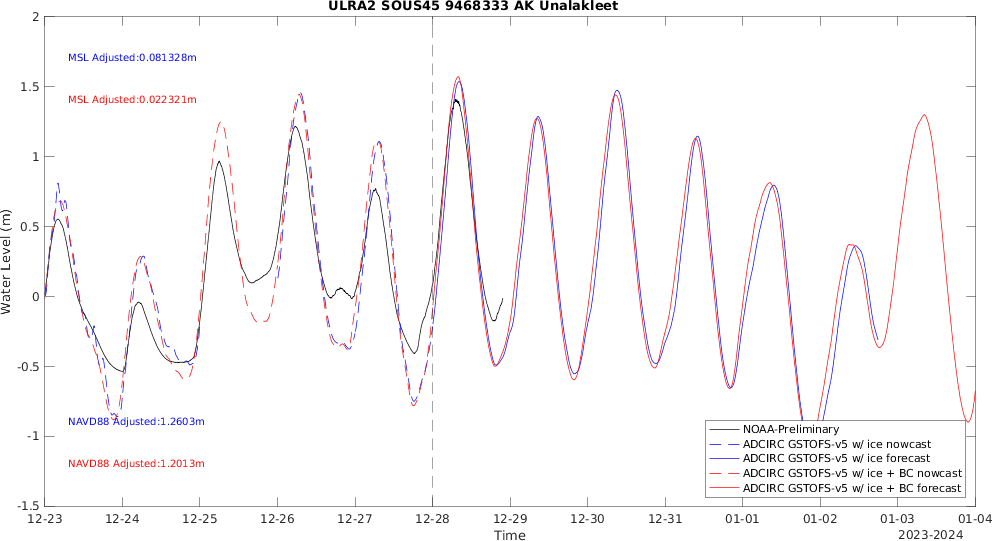 ULRA2 SOUS45 9468333 AK Unalakleet
MSL Adjusted:0.081328m
MSL Adjusted:0.022321m
NAVD88 Adjusted:1.2603m
NAVD88 Adjusted:1.2013m
Water Level (m)
2
1.5
1
0.5
0
-0.5
-1
-1.5
NOAA-Preliminary
ADCIRC GSTOFS-v5 w/ ice nowcast
ADCIRC GSTOFS-v5 w/ ice forecast
ADCIRC GSTOFS-v5 w/ ice + BC nowcast
ADCIRC GSTOFS-v5 w/ ice + BC forecast
12-23 12-24 12-25 12-26 12-27 12-28 12-29 12-30 12-31 01-01 01-02 01-03 01-04
Time
2023-2024